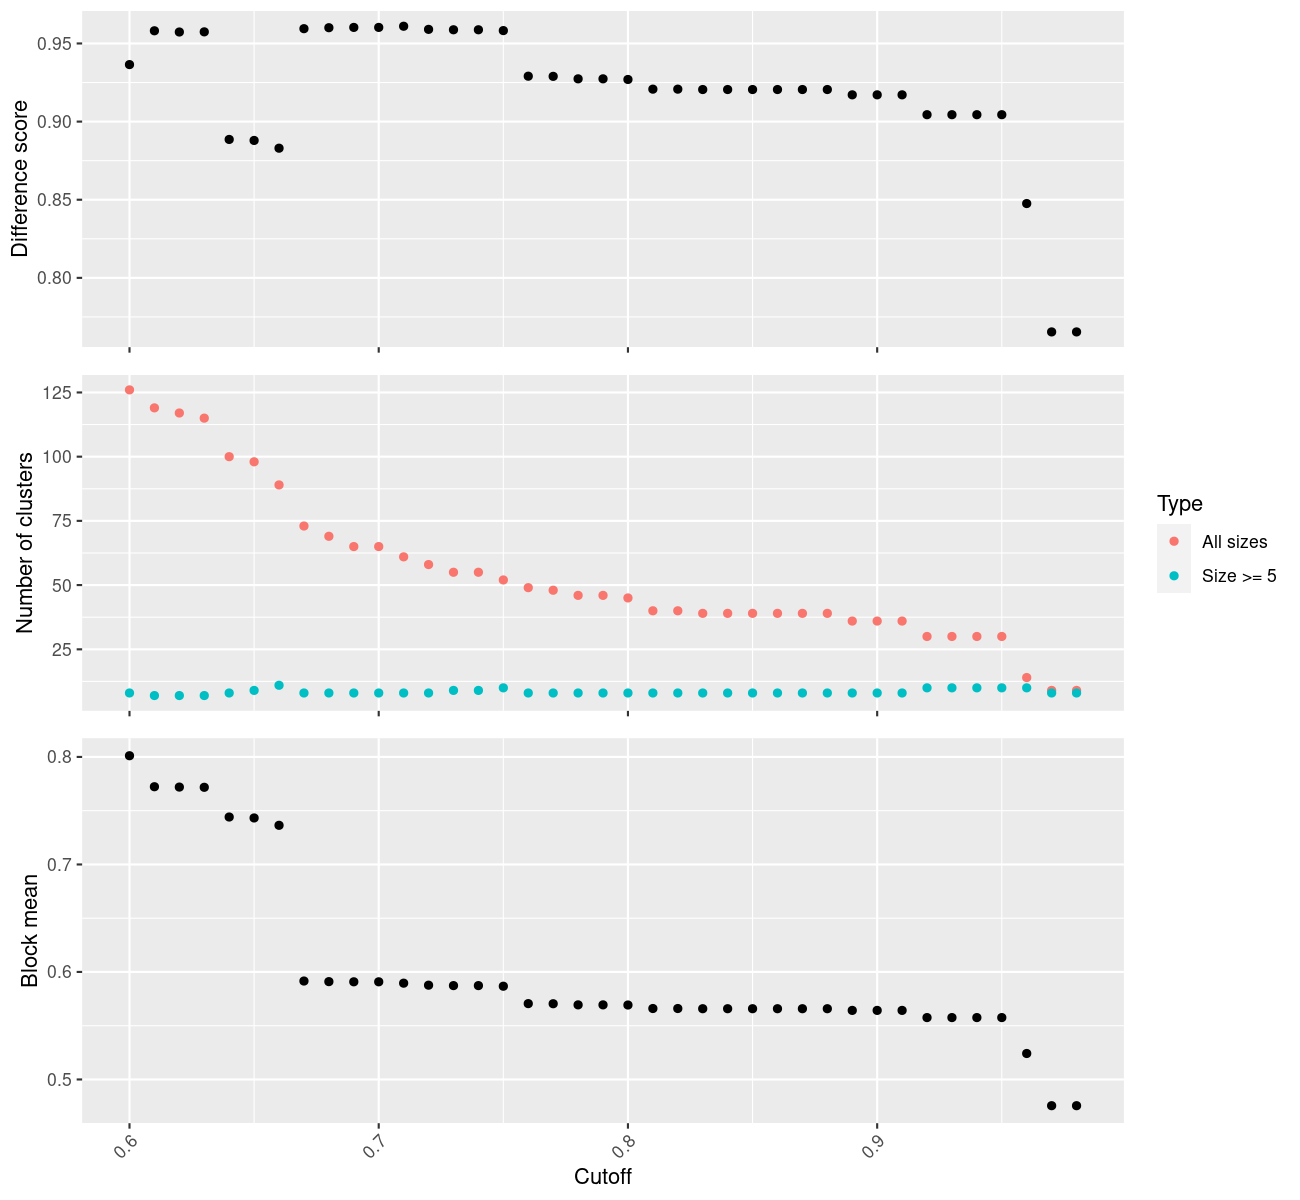 Difference score
0.95
0.90
0.85
0.80
Number of clusters
125
100
75
50
25
Type
All sizes
Size >= 5
Block mean
0.8
0.7
0.6
0.5
0.6 0.7 0.8 0.9
Cutoff